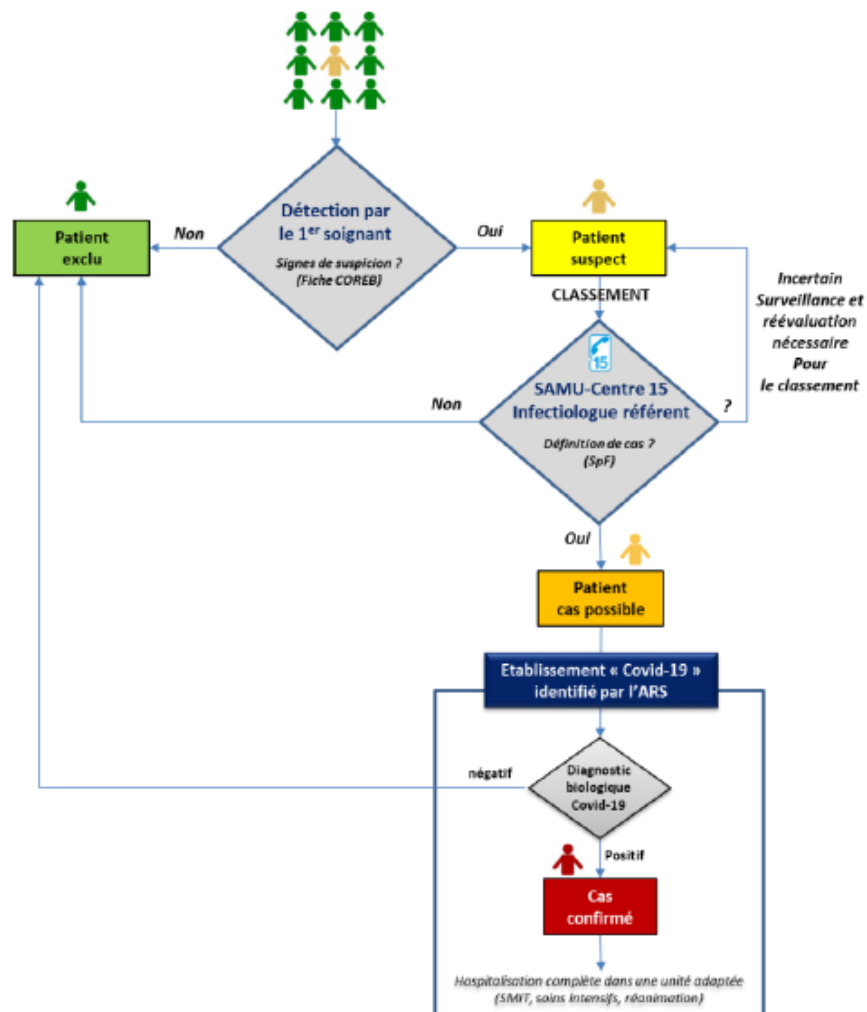 Détection par
le 1er soignant
Signes de suspicion ?
(Fiche COREB)
Non
Oui
Patient
exclu
Patient
suspect
CLASSEMENT
Incertain
Surveillance et
réévaluation
nécessaire
Pour
le classement
15
SAMU-Centre 15
Infectiologue référent
Définition de cas ?
(SpF)
Non
?
Oui
Patient
cas possible
Etablissement « Covid-19 »
identifié par l'ARS
négatif
Diagnostic
biologique
Covid-19
Positif
Cas
confirmé
Hospitalisation complète dans une unité adaptée
(SMIT, soins intensifs, réanimation)